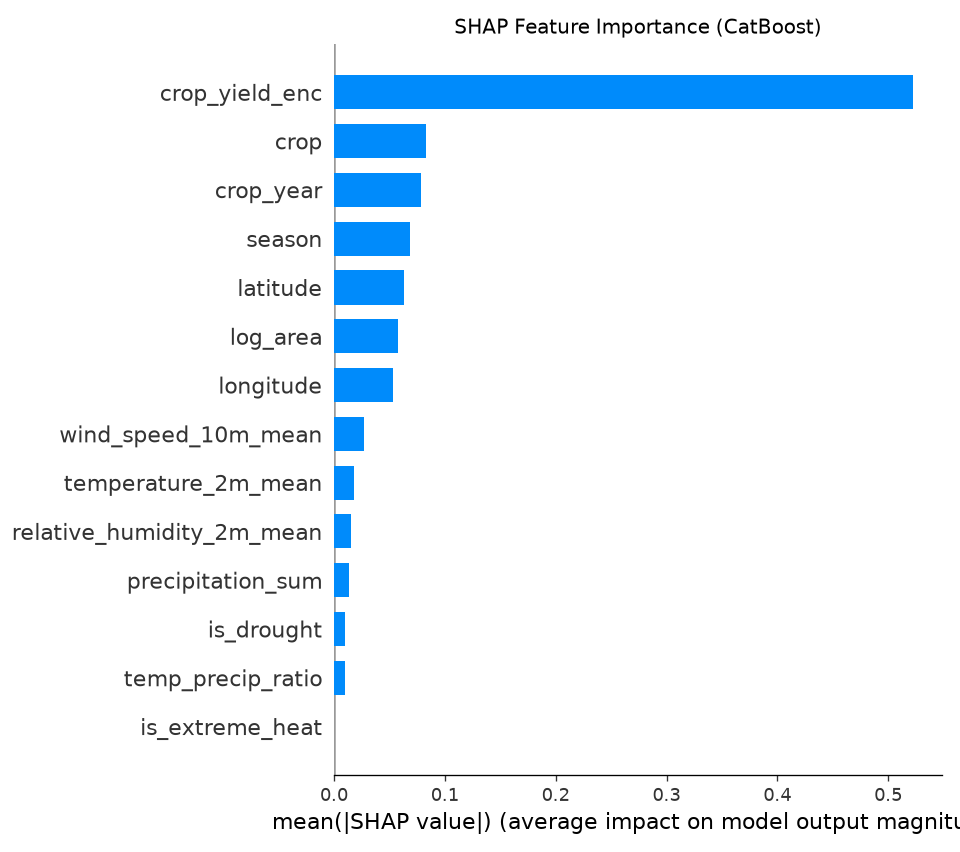 SHAP Feature Importance (CatBoost)
crop_yield_enc
crop
crop_year
season
latitude
log_area
longitude
wind_speed_10m_mean
temperature_2m_mean
relative_humidity_2m_mean
precipitation_sum
is_drought
temp_precip_ratio
is_extreme_heat
0.0 0.1 0.2 0.3 0.4 0.5
mean(|SHAP value|) (average impact on model output magnitu